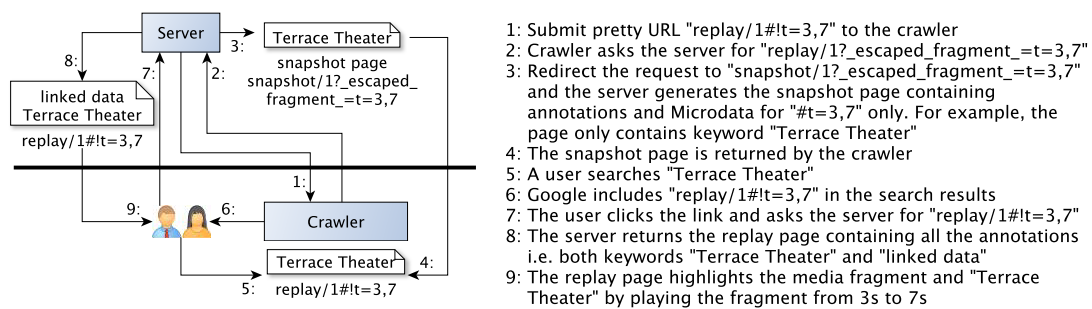 Server
3:
Terrace Theater
8:
7:
2:
snapshot page
snapshot/1?_escaped_
fragment_=t=3,7
linked data
Terrace Theater
replay/1#!t=3,7
1:
9:
6:
Crawler
Terrace Theater
4:
5:
replay/1#!t=3,7
1: Submit pretty URL "replay/1#!t=3,7" to the crawler
2: Crawler asks the server for "replay/1?_escaped_fragment_=t=3,7"
3: Redirect the request to "snapshot/1?_escaped_fragment_=t=3,7"
and the server generates the snapshot page containing
annotations and Microdata for "#t=3,7" only. For example, the
page only contains keyword "Terrace Theater"
4: The snapshot page is returned by the crawler
5: A user searches "Terrace Theater"
6: Google includes "replay/1#!t=3,7" in the search results
7: The user clicks the link and asks the server for "replay/1#!t=3,7"
8: The server returns the replay page containing all the annotations
i.e. both keywords "Terrace Theater" and "linked data"
9: The replay page highlights the media fragment and "Terrace
Theater" by playing the fragment from 3s to 7s